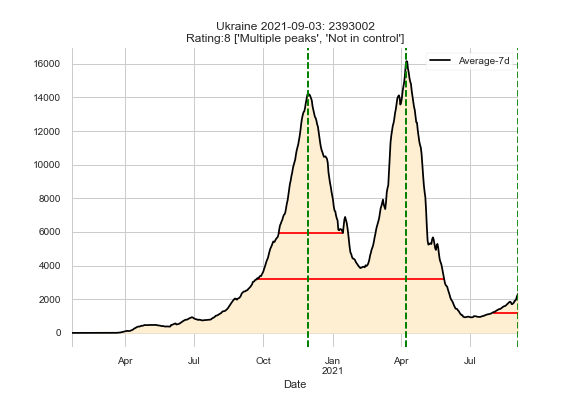 Ukraine 2021-09-03: 2393002
Rating:8 ['Multiple peaks', 'Not in control']
Average-7d
16000
14000
12000
10000
8000
6000
4000
2000
0
Apr
Jul
Oct
Jan
2021
Apr
Jul
Date